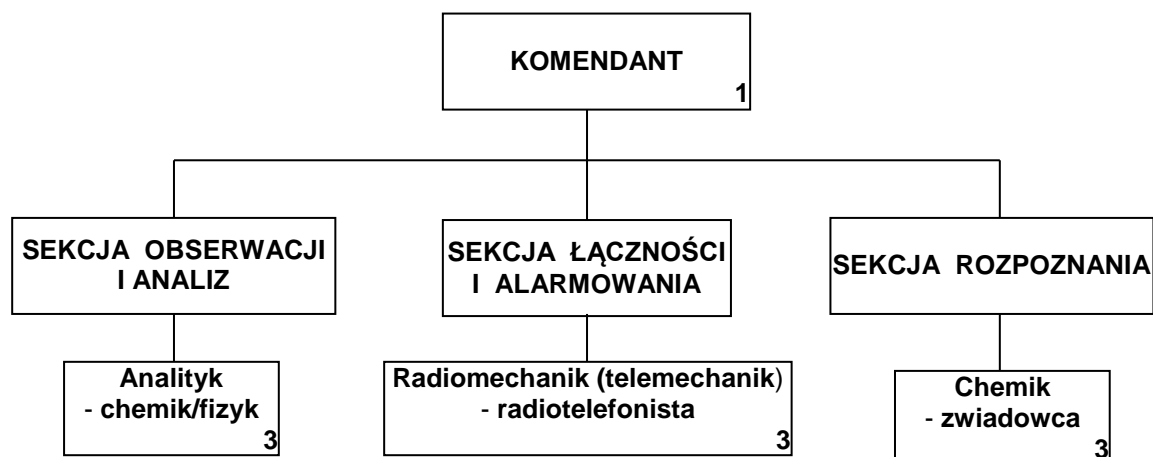 KOMENDANT
1
SEKCJA OBSERWACJI
I ANALIZ
SEKCJA ŁĄCZNOŚCI
I ALARMOWANIA
SEKCJA ROZPOZNANIA
Analityk
- chemik/fizyk
3
Radiomechanik (telemechanik)
- radiotelefonista
3
Chemik
- zwiadowca
3